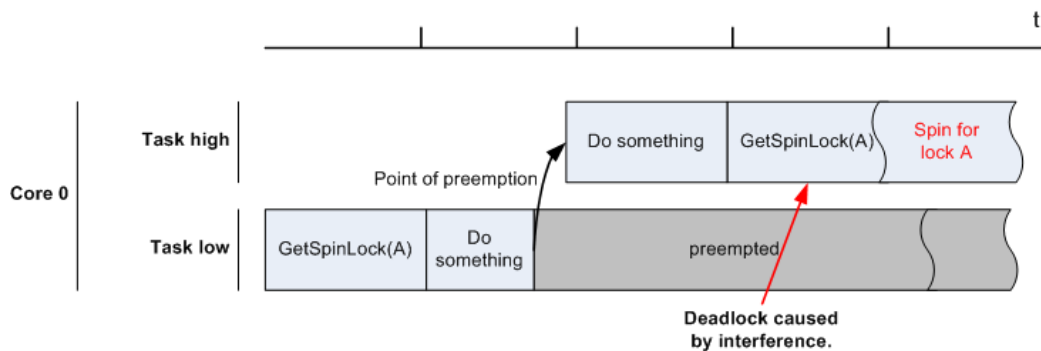 t
Task high
Do something
GetSpinLock(A)
Spin for
lock A
Point of preemption
Core 0
Task low
GetSpinLock(A)
Do
something
preempted
Deadlock caused
by interference.